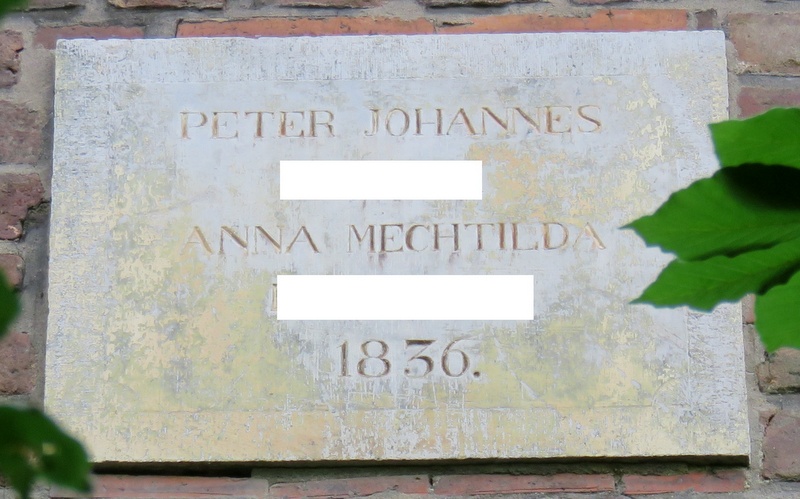 PETER JOHANNES
ANNA MECHTILDA
1836.